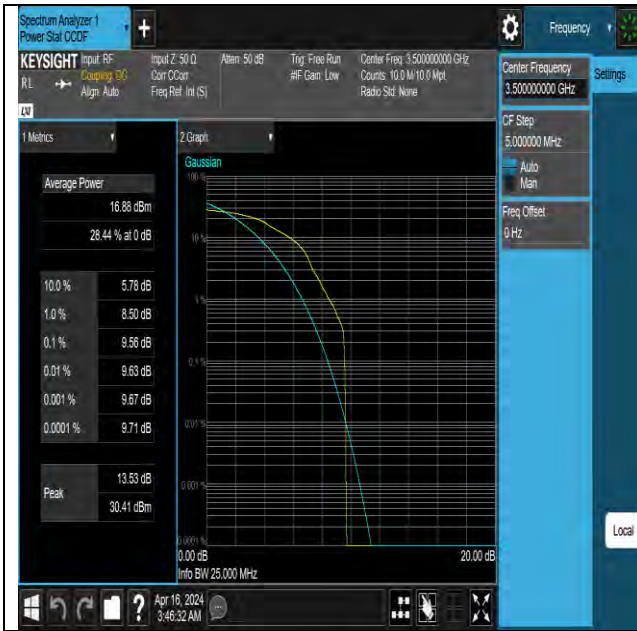 Spectrum Analyzer 1
Power Stat CCDF
+
Frequency
KEYSIGHT
RL
LXI
Input: RF
Coupling: DC
Align: Auto
Input Z: 50 Ω
Corr CCorr
Freq Ref: Int (S)
Atten: 50 dB
Trig: Free Run
#IF Gain: Low
Center Freq: 3.500000000 GHz
Counts: 10.0 M/10.0 Mpt
Radio Std: None
Center Frequency
3.500000000 GHz
Settings
CF Step
5.000000 MHz
Auto
Man
Freq Offset
0 Hz
Local
1 Metrics
Average Power
16.88 dBm
28.44 % at 0 dB
10.0 % 5.78 dB
1.0 % 8.50 dB
0.1 % 9.56 dB
0.01 % 9.63 dB
0.001 % 9.67 dB
0.0001 % 9.71 dB
Peak
13.53 dB
30.41 dBm
2 Graph
Gaussian
100 %
10 %
1 %
0.1 %
0.01 %
0.001 %
0.0001 %
0.00 dB
20.00 dB
Info BW 25.000 MHz
?
Apr 16, 2024
3:46:32 AM